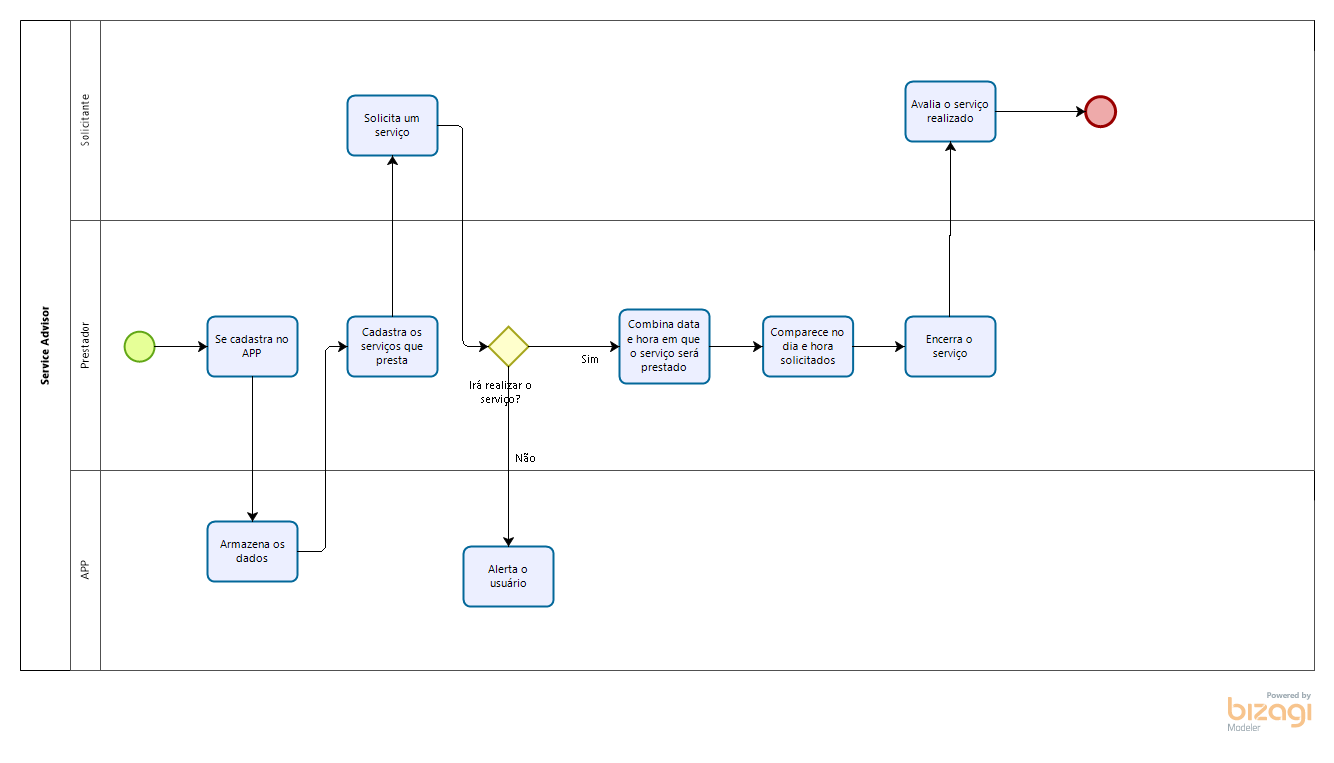 Service Advisor
Solicitante
Solicita um
serviço
Avalia o serviço
realizado
Prestador
Se cadastra no
APP
Cadastra os
serviços que
presta
Irá realizar o
serviço?
Sim
Não
Combina data
e hora em que
o serviço será
prestado
Comparece no
dia e hora
solicitados
Encerra o
serviço
APP
Armazena os
dados
Alerta o
usuário
Powered by
bizagi
Modeler